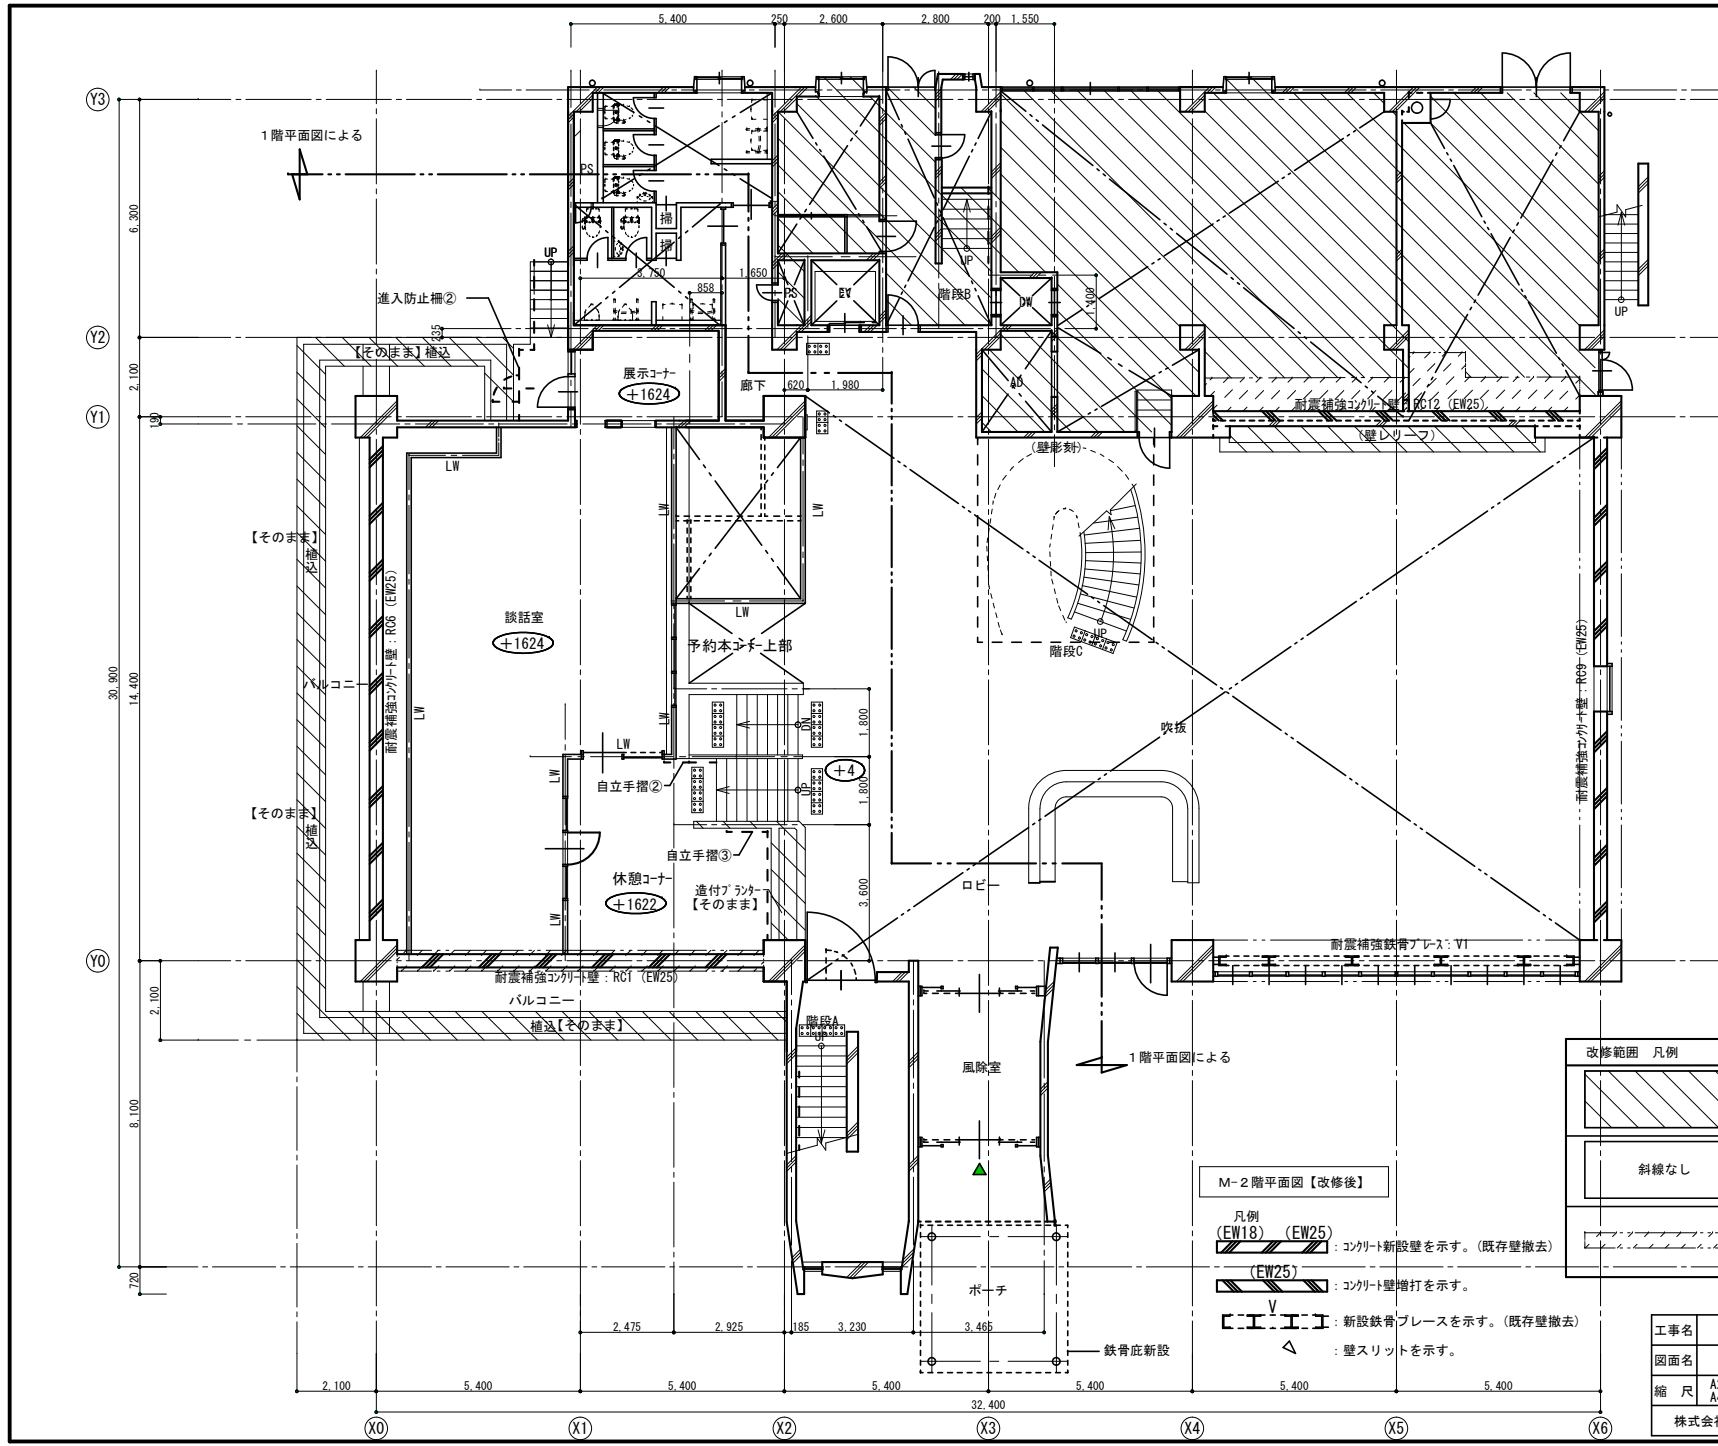 5,400
250
2,600
2,800
200
1,550
Y3
1階平面図による
PS
掃
掃
6,300
UP
3,750
1,650
858
進入防止柵②
PS
EV
UP
階段B
DW
1,400
UP
Y2
235
【そのまま】植込
展示コーナー
+1624
廊下
620
1,980
AD
2,100
耐震補強コンクリート壁：RC12（EW25）
Y1
190
(壁レリーフ)
(壁彫刻)
LW
LW
LW
【そのまま】
植込
談話室
+1624
LW
予約本コーナー上部
UP
階段C
30,900
14,400
バルコニー
耐震補強コンクリート壁：RC6（EW25）
耐震補強コンクリート壁：RC9（EW25）
LW
LW
DN
1,800
吹抜
LW
LW
自立手摺②
UP
+4
1,800
【そのまま】
植込
自立手摺③
休憩コーナー
+1622
造付プランター
【そのまま】
3,600
ロビー
LW
耐震補強鉄骨ブレース：V1
Y0
耐震補強コンクリート壁：RC1（EW25）
バルコニー
植込【そのまま】
2,100
階段A
UP
風除室
1階平面図による
改修範囲　凡例
斜線なし
8,100
M-2階平面図【改修後】
凡例
(EW18)　(EW25)
：コンクリート新設壁を示す。(既存壁撤去)
(EW25)
：コンクリート壁増打を示す。
V
：新設鉄骨ブレースを示す。(既存壁撤去)
：壁スリットを示す。
720
ポーチ
鉄骨庇新設
2,475
2,925
185
3,230
3,465
工事名
図面名
縮　尺
2,100
5,400
5,400
5,400
5,400
5,400
5,400
32,400
株式会社
X0
X1
X2
X3
X4
X5
X6